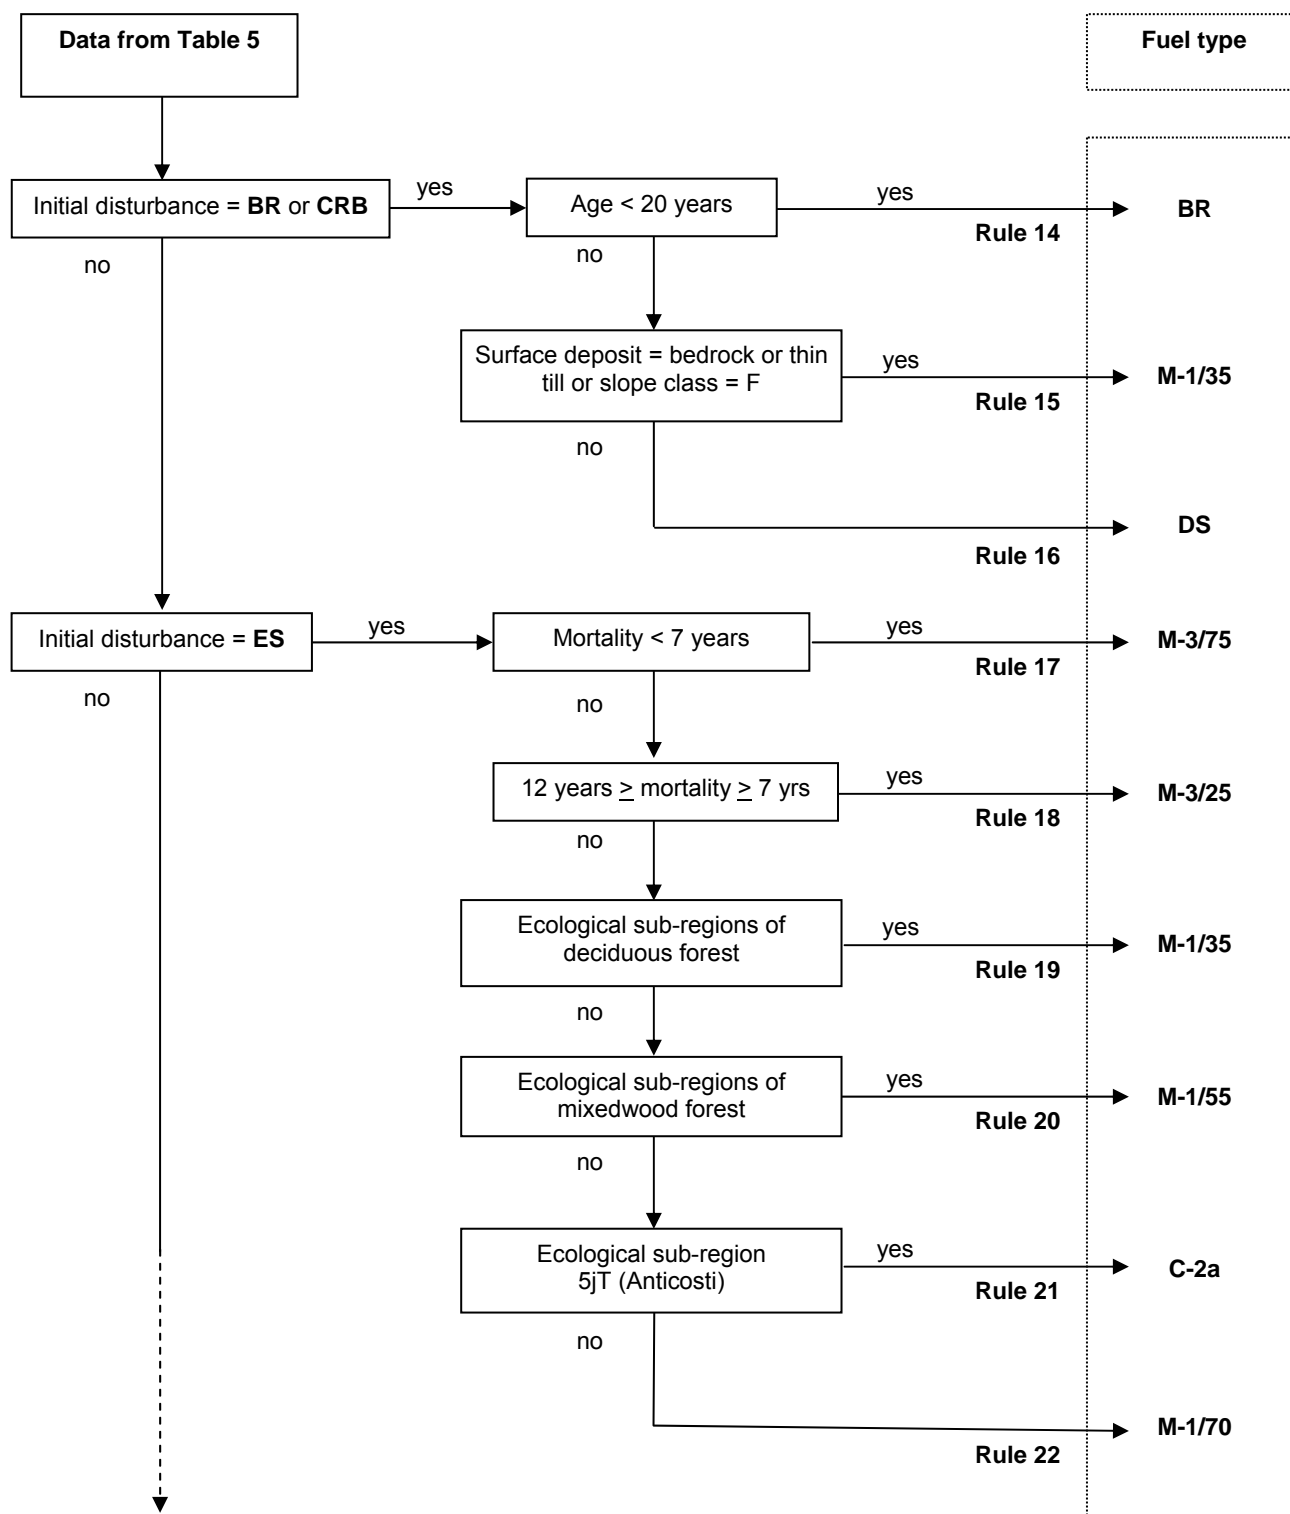 Data from Table 5
Fuel type
Initial disturbance = BR or CRB
yes
Age < 20 years
yes
Rule 14
BR
no
no
Surface deposit = bedrock or thin
till or slope class = F
yes
Rule 15
M-1/35
no
Rule 16
DS
Initial disturbance = ES
yes
Mortality < 7 years
yes
Rule 17
M-3/75
no
no
12 years ≥ mortality ≥ 7 yrs
yes
Rule 18
M-3/25
no
Ecological sub-regions of
deciduous forest
yes
Rule 19
M-1/35
no
Ecological sub-regions of
mixedwood forest
yes
Rule 20
M-1/55
no
Ecological sub-region
5jT (Anticosti)
yes
Rule 21
C-2a
no
Rule 22
M-1/70